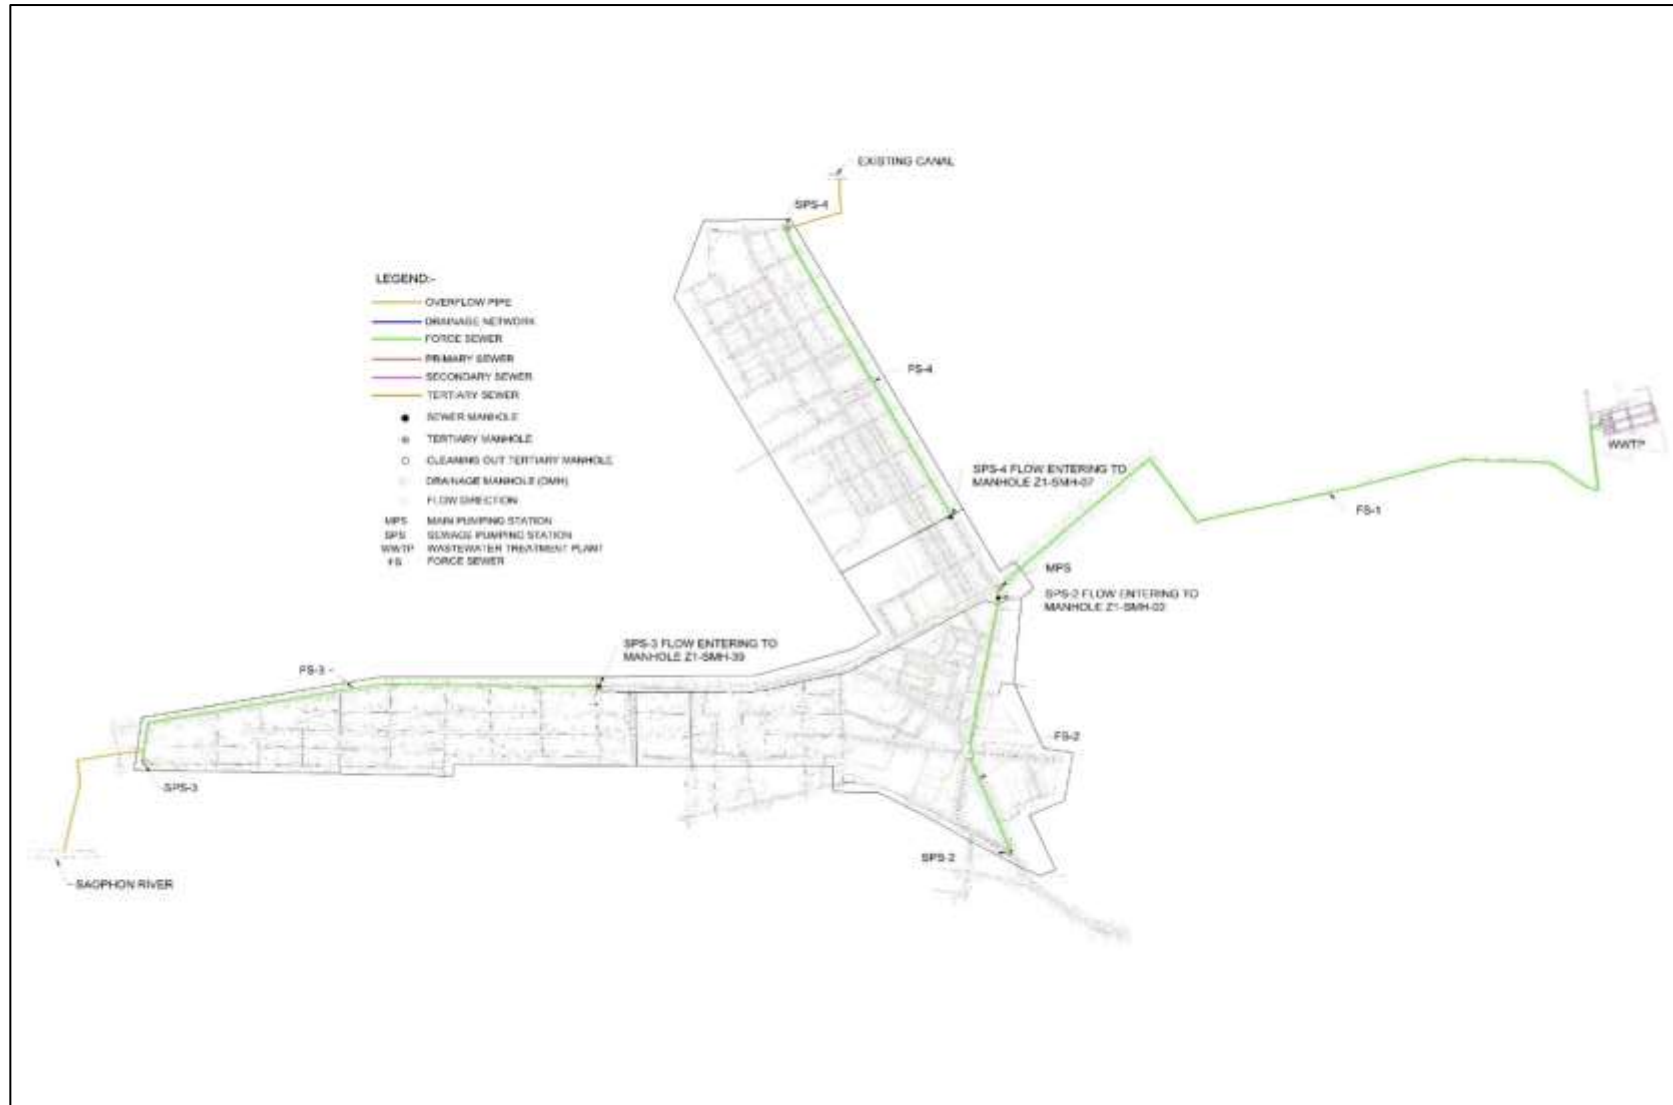 EXISTING CANAL
SPS-4
LEGEND:-
OVERFLOW PIPE
DRAINAGE NETWORK
FORCE SEWER
PRIMARY SEWER
SECONDARY SEWER
TERTIARY SEWER
SEWER MANHOLE
TERTIARY MANHOLE
CLEANING OUT TERTIARY MANHOLE
DRAINAGE MANHOLE (DMH)
FLOW DIRECTION
MPS MAIN PUMPING STATION
SPS SEWAGE PUMPING STATION
WWTP WASTEWATER TREATMENT PLANT
FS FORCE SEWER
FS-4
WWTP
SPS-4 FLOW ENTERING TO
MANHOLE Z1-SMH-07
FS-1
MPS
SPS-2 FLOW ENTERING TO
MANHOLE Z1-SMH-02
SPS-3 FLOW ENTERING TO
MANHOLE Z1-SMH-39
FS-3
FS-2
SPS-3
SPS-2
SAOPHON RIVER